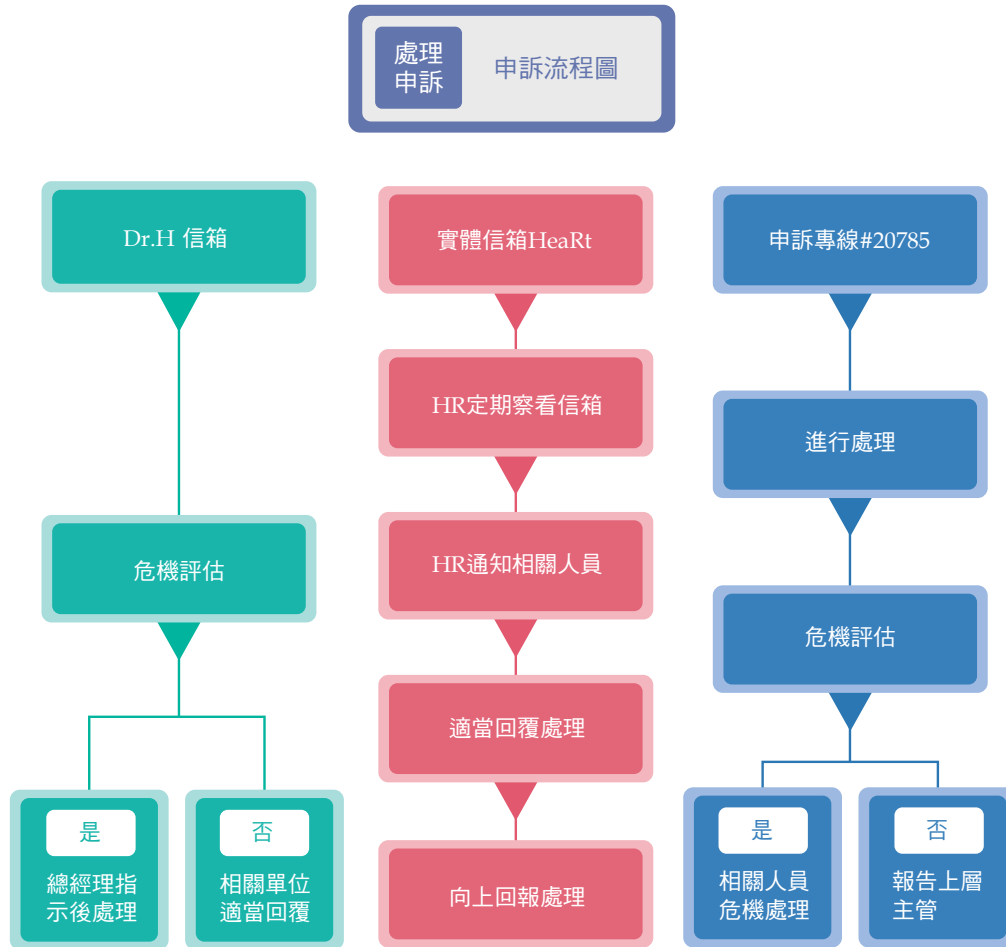 處理
申訴
申訴流程圖
Dr.H 信箱
危機評估
是
總經理指
示後處理
否
相關單位
適當回覆
實體信箱HeaRt
HR定期察看信箱
HR通知相關人員
適當回覆處理
向上回報處理
申訴專線#20785
進行處理
危機評估
是
相關人員
危機處理
否
報告上層
主管